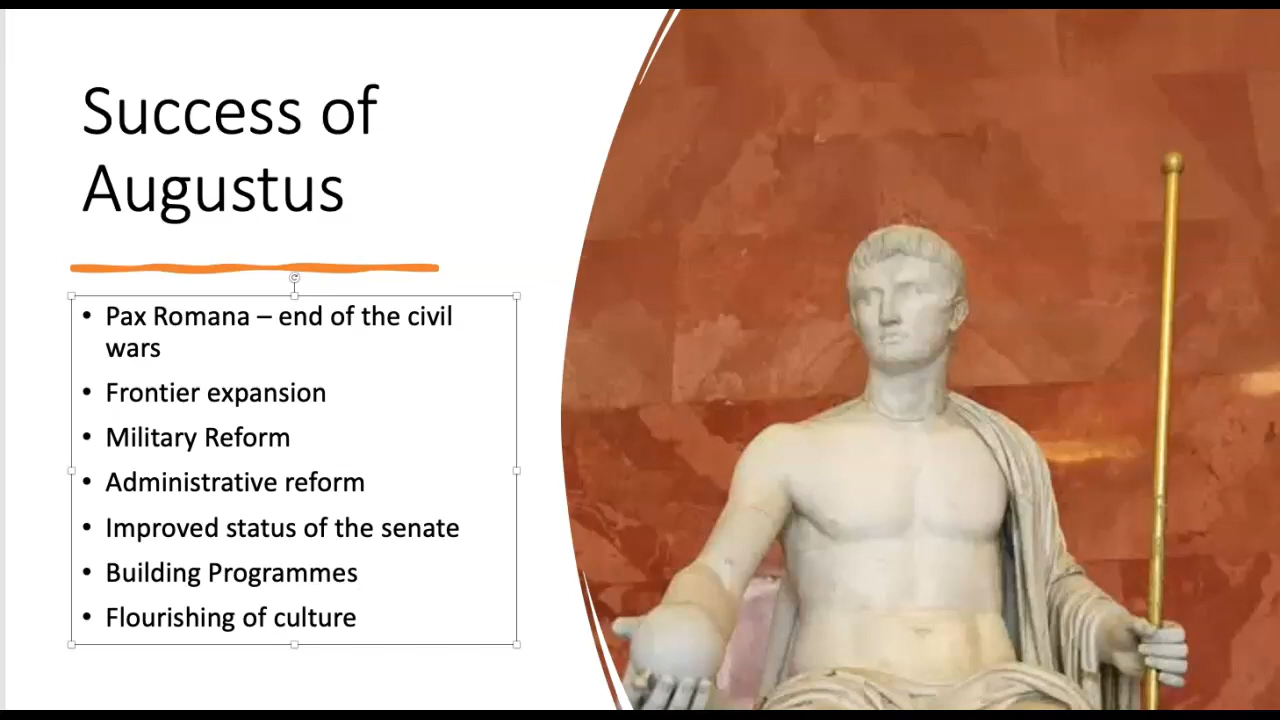 Success of
Augustus
• Pax Romana – end of the civil
wars
• Frontier expansion
• Military Reform
• Administrative reform
• Improved status of the senate
• Building Programmes
• Flourishing of culture